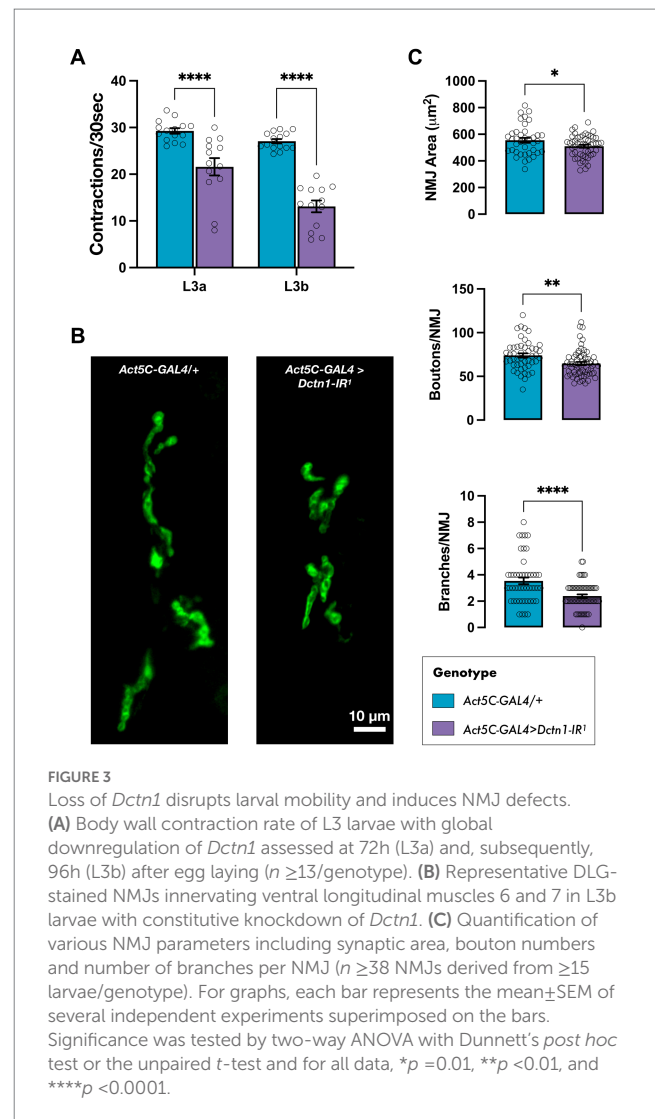 A
Contractions/30sec
40
30
20
10
0
****
****
L3a
L3b
B
Act5C-GAL4/+
Act5C-GAL4 >
Dctn1-IR¹
10 µm
C
NMJ Area (µm²)
1000
800
600
400
200
0
*
Boutons/NMJ
150
100
50
0
**
Branches/NMJ
10
8
6
4
2
0
****
Genotype
Act5C-GAL4/+
Act5C-GAL4>Dctn1-IR¹
FIGURE 3
Loss of Dctn1 disrupts larval mobility and induces NMJ defects.
(A) Body wall contraction rate of L3 larvae with global
downregulation of Dctn1 assessed at 72h (L3a) and, subsequently,
96h (L3b) after egg laying (n ≥13/genotype). (B) Representative DLG-
stained NMJs innervating ventral longitudinal muscles 6 and 7 in L3b
larvae with constitutive knockdown of Dctn1. (C) Quantification of
various NMJ parameters including synaptic area, bouton numbers
and number of branches per NMJ (n ≥38 NMJs derived from ≥15
larvae/genotype). For graphs, each bar represents the mean±SEM of
several independent experiments superimposed on the bars.
Significance was tested by two-way ANOVA with Dunnett's post hoc
test or the unpaired t-test and for all data, *p =0.01, **p <0.01, and
****p <0.0001.